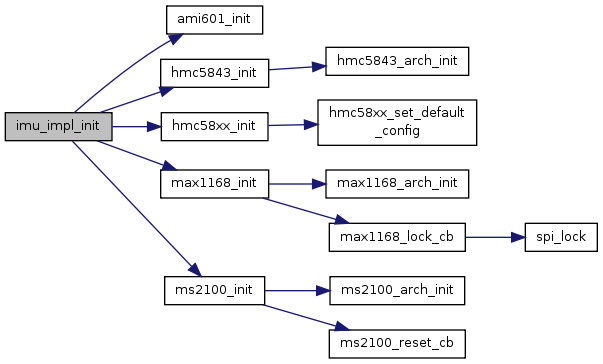 ami601_init
hmc5843_init
hmc5843_arch_init
imu_impl_init
hmc58xx_init
hmc58xx_set_default
_config
max1168_init
max1168_arch_init
max1168_lock_cb
spi_lock
ms2100_init
ms2100_arch_init
ms2100_reset_cb